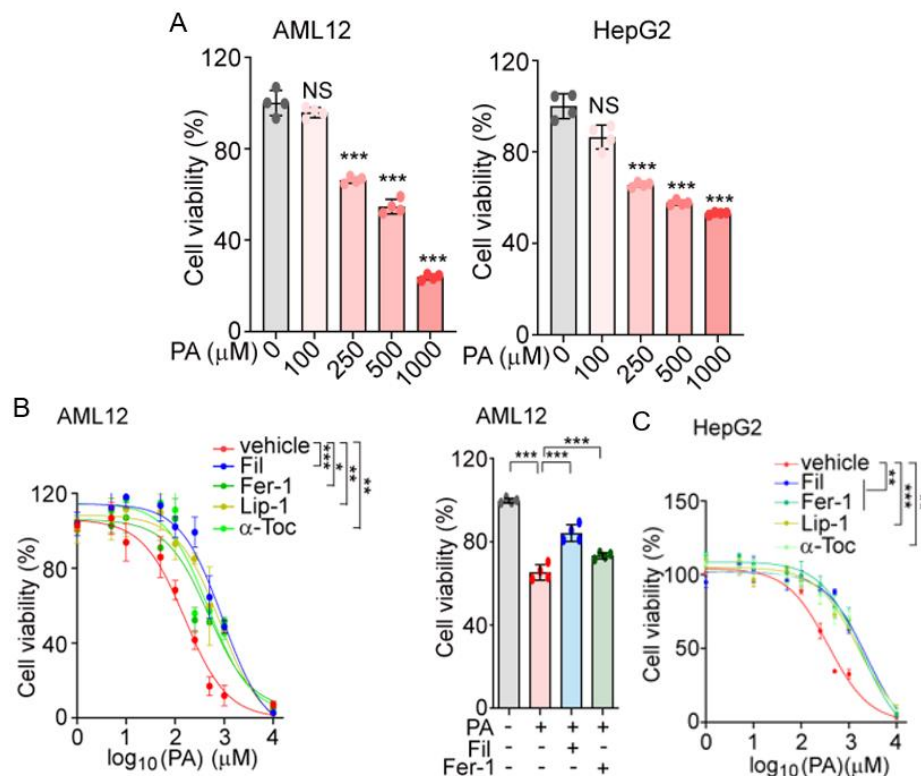 A
AML12
HepG2
Cell viability (%)
120
80
40
0
NS
***
***
***
PA (μM)
0
100
250
500
1000
Cell viability (%)
120
80
40
0
NS
***
***
***
PA (μM)
0
100
250
500
1000
B
AML12
vehicle
Fil
Fer-1
Lip-1
α-Toc
***
*
**
**
Cell viability (%)
120
80
40
0
0 1 2 3 4
log10(PA) (μM)
AML12
***
*** ***
Cell viability (%)
120
80
40
0
PA - + + +
Fil - - + -
Fer-1 - - - +
C
HepG2
vehicle
Fil
Fer-1
Lip-1
α-Toc
**
***
Cell viability (%)
150
100
50
0
0 1 2 3 4
log10(PA)(μM)